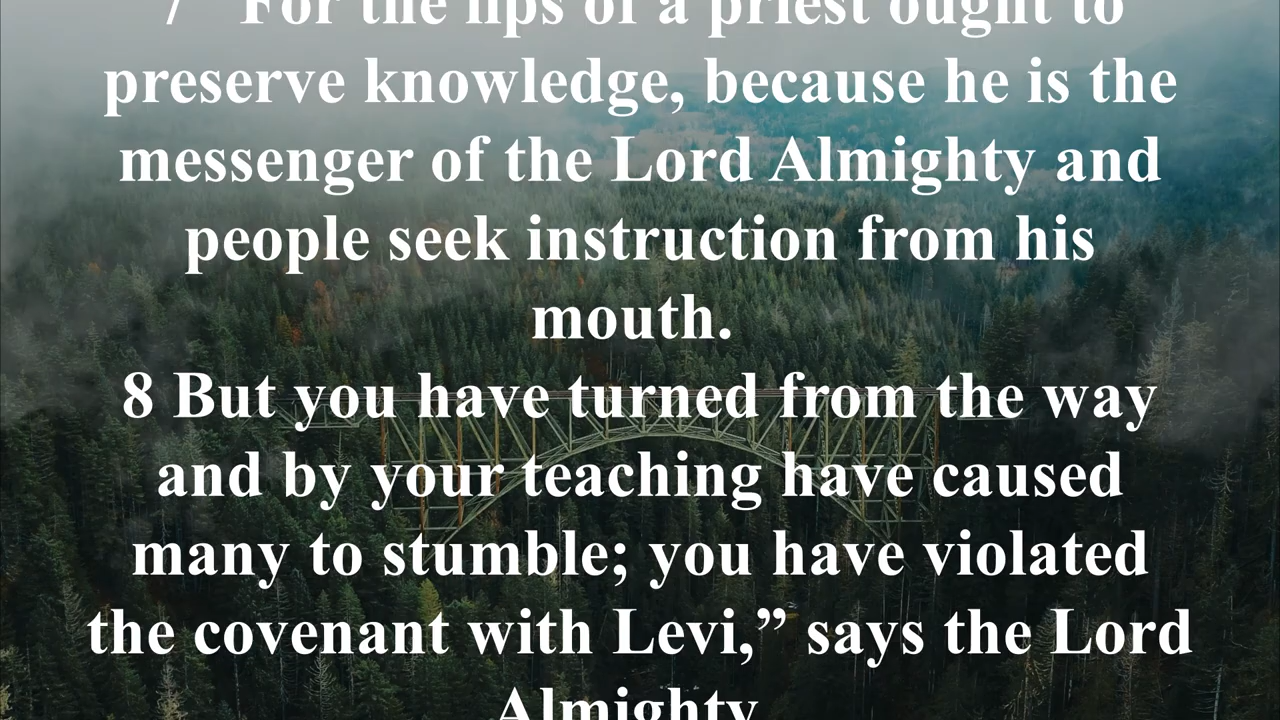 7 “For the lips of a priest ought to
preserve knowledge, because he is the
messenger of the Lord Almighty and
people seek instruction from his
mouth.
8 But you have turned from the way
and by your teaching have caused
many to stumble; you have violated
the covenant with Levi,” says the Lord
Almighty.